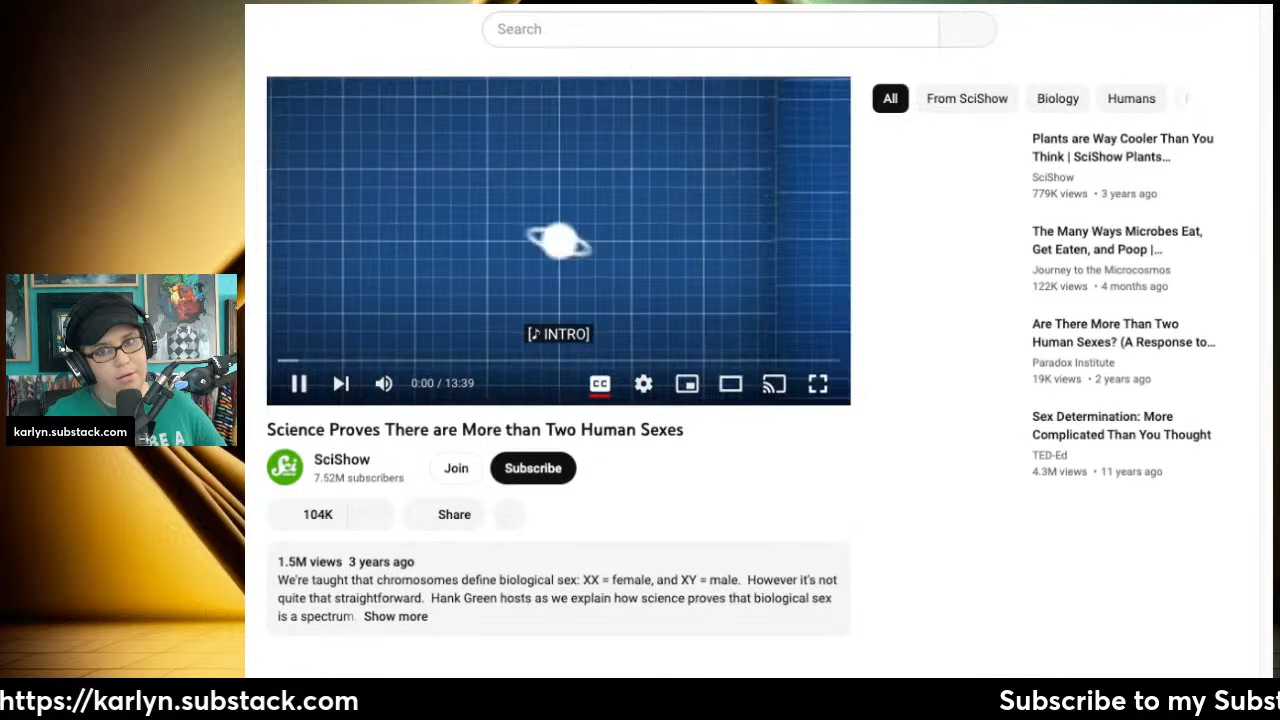 Search
All
From SciShow
Biology
Humans
[♪ INTRO]
0:00 / 13:39
CC
Science Proves There are More than Two Human Sexes
Sci
SciShow
7.52M subscribers
Join
Subscribe
104K
Share
1.5M views 3 years ago
We're taught that chromosomes define biological sex: XX = female, and XY = male. However it's not
quite that straightforward. Hank Green hosts as we explain how science proves that biological sex
is a spectrum. Show more
Plants are Way Cooler Than You
Think | SciShow Plants...
SciShow
779K views • 3 years ago
The Many Ways Microbes Eat,
Get Eaten, and Poop |...
Journey to the Microcosmos
122K views • 4 months ago
Are There More Than Two
Human Sexes? (A Response to...
Paradox Institute
19K views • 2 years ago
Sex Determination: More
Complicated Than You Thought
TED-Ed
4.3M views • 11 years ago
karlyn.substack.com
BE A
https://karlyn.substack.com
Subscribe to my Subst